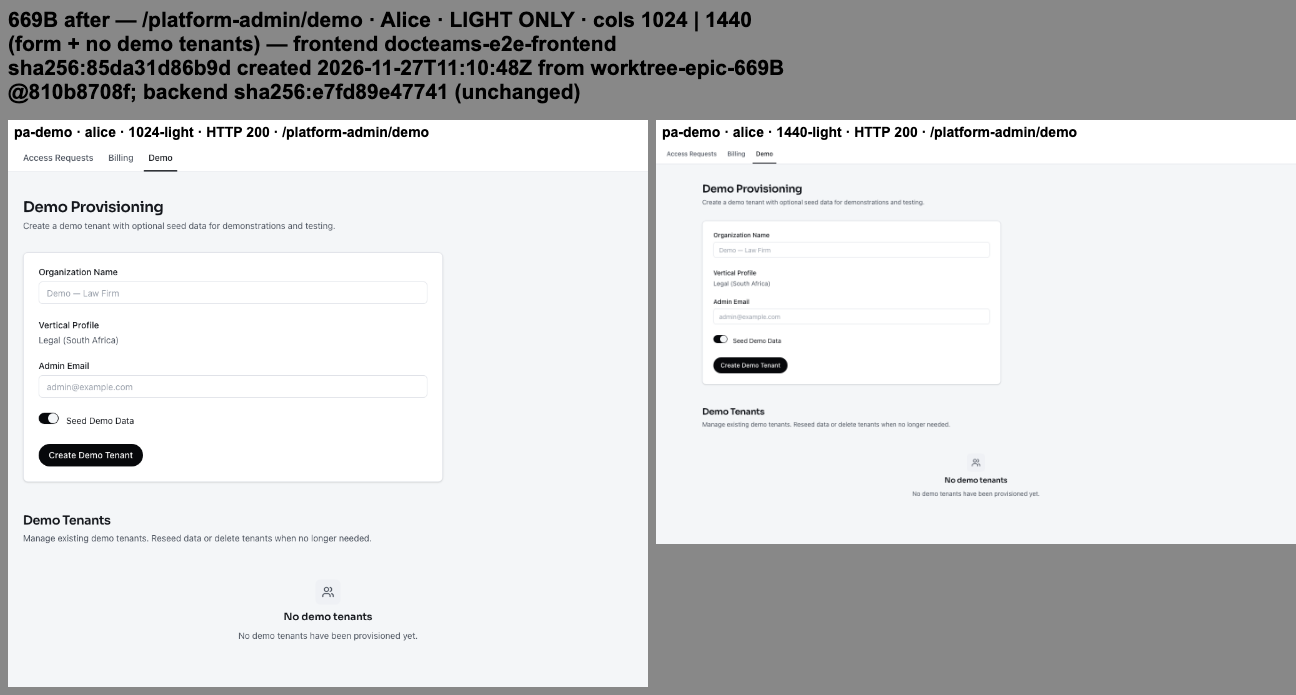 669B after — /platform-admin/demo · Alice · LIGHT ONLY · cols 1024 | 1440
(form + no demo tenants) — frontend docteams-e2e-frontend
sha256:85da31d86b9d created 2026-11-27T11:10:48Z from worktree-epic-669B
@810b8708f; backend sha256:e7fd89e47741 (unchanged)
pa-demo · alice · 1024-light · HTTP 200 · /platform-admin/demo
Access Requests Billing Demo
Demo Provisioning
Create a demo tenant with optional seed data for demonstrations and testing.
Organization Name
Demo — Law Firm
Vertical Profile
Legal (South Africa)
Admin Email
admin@example.com
Seed Demo Data
Create Demo Tenant
Demo Tenants
Manage existing demo tenants. Reseed data or delete tenants when no longer needed.
No demo tenants
No demo tenants have been provisioned yet.
pa-demo · alice · 1440-light · HTTP 200 · /platform-admin/demo
Access Requests Billing Demo
Demo Provisioning
Create a demo tenant with optional seed data for demonstrations and testing.
Organization Name
Demo — Law Firm
Vertical Profile
Legal (South Africa)
Admin Email
admin@example.com
Seed Demo Data
Create Demo Tenant
Demo Tenants
Manage existing demo tenants. Reseed data or delete tenants when no longer needed.
No demo tenants
No demo tenants have been provisioned yet.